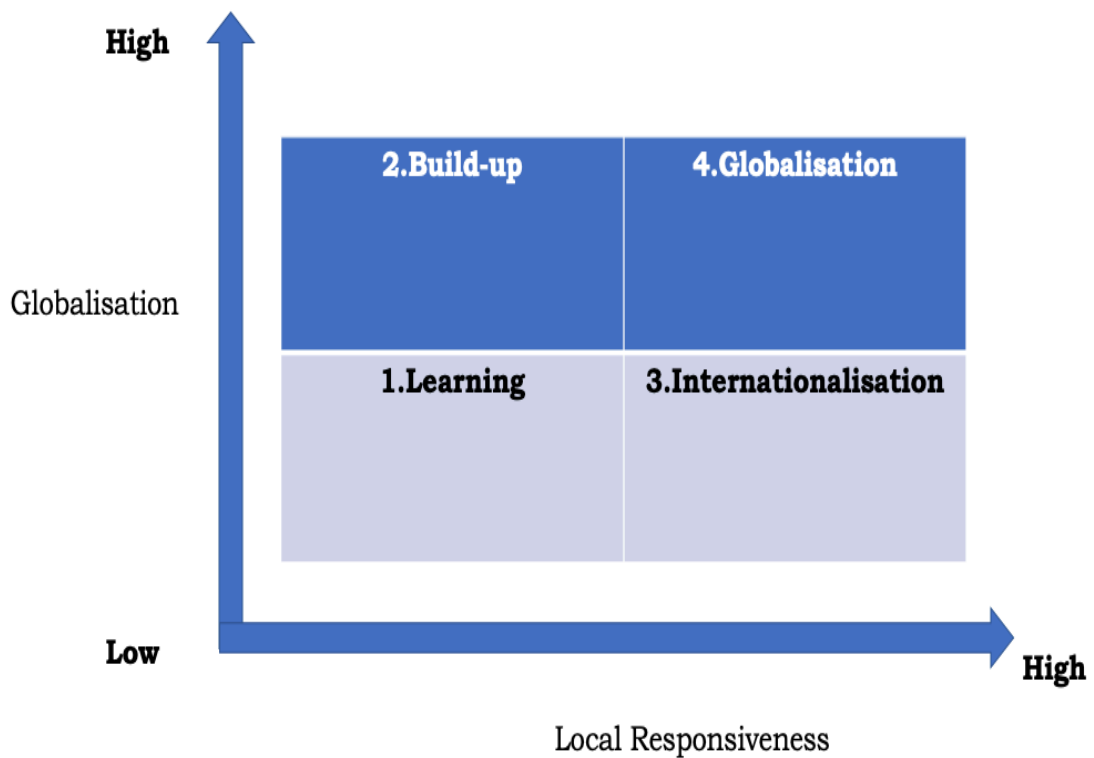 High
2.Build-up
4.Globalisation
Globalisation
1.Learning
3.Internationalisation
Low
High
Local Responsiveness